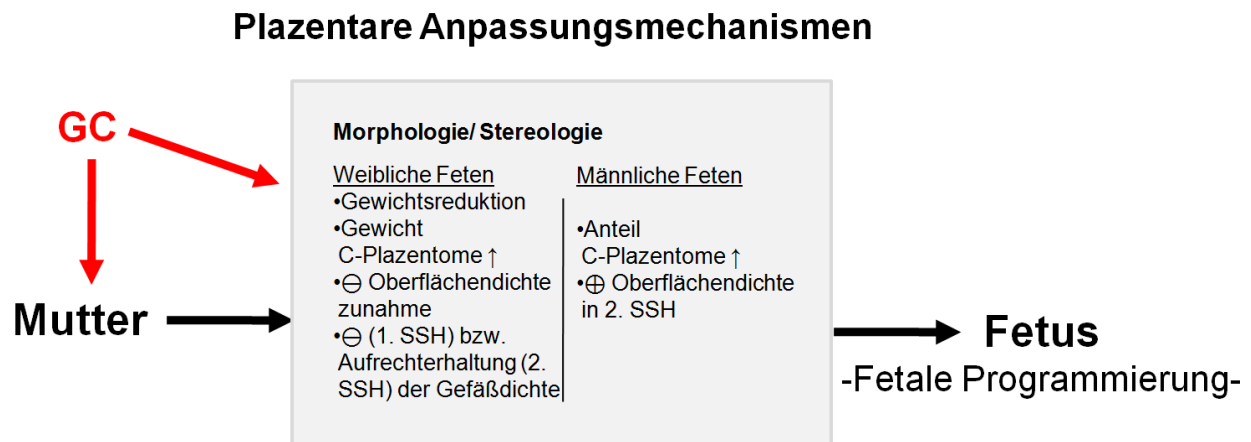 Plazentare Anpassungsmechanismen
GC
Mutter
Morphologie/ Stereologie
Weibliche Feten
•Gewichtsreduktion
•Gewicht
C-Plazentome ↑
•⊖ Oberflächendichte
zunahme
•⊖ (1. SSH) bzw.
Aufrechterhaltung (2.
SSH) der Gefäßdichte
Männliche Feten
•Anteil
C-Plazentome ↑
•⊕ Oberflächendichte
in 2. SSH
Fetus
-Fetale Programmierung-